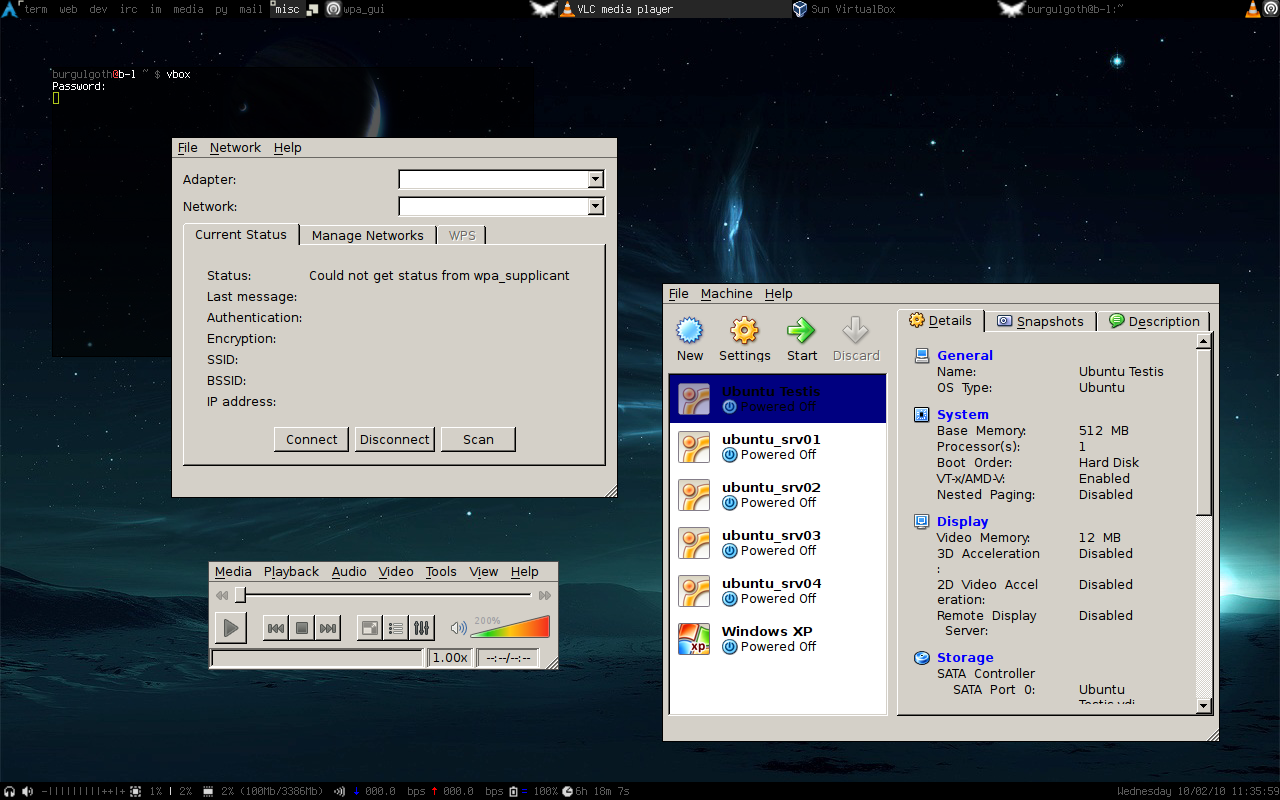 term web dev irc im media py mail misc wpa_gui VLC media player Sun VirtualBox burgulgoth@b-l:~
burgulgoth@b-l ~ $ vbox
Password:
File Network Help
Adapter:
Network:
Current Status Manage Networks WPS
Status: Could not get status from wpa_supplicant
Last message:
Authentication:
Encryption:
SSID:
BSSID:
IP address:
Connect Disconnect Scan
Media Playback Audio Video Tools View Help
200%
1.00x --:--/--:--
File Machine Help
New Settings Start Discard
Ubuntu Testis
Powered Off
ubuntu_srv01
Powered Off
ubuntu_srv02
Powered Off
ubuntu_srv03
Powered Off
ubuntu_srv04
Powered Off
Windows XP
Powered Off
Details Snapshots Description
General
Name: Ubuntu Testis
OS Type: Ubuntu
System
Base Memory: 512 MB
Processor(s): 1
Boot Order: Hard Disk
VT-x/AMD-V: Enabled
Nested Paging: Disabled
Display
Video Memory: 12 MB
3D Acceleration Disabled
:
2D Video Accel Disabled
eration:
Remote Display Disabled
Server:
Storage
SATA Controller
SATA Port 0: Ubuntu
Testis.vdi
-|||||||||++|+ 1% 2% 2% (100Mb/3386Mb) 000.0 bps 000.0 bps = 100% 6h 18m 7s Wednesday 10/02/10 11:35:59